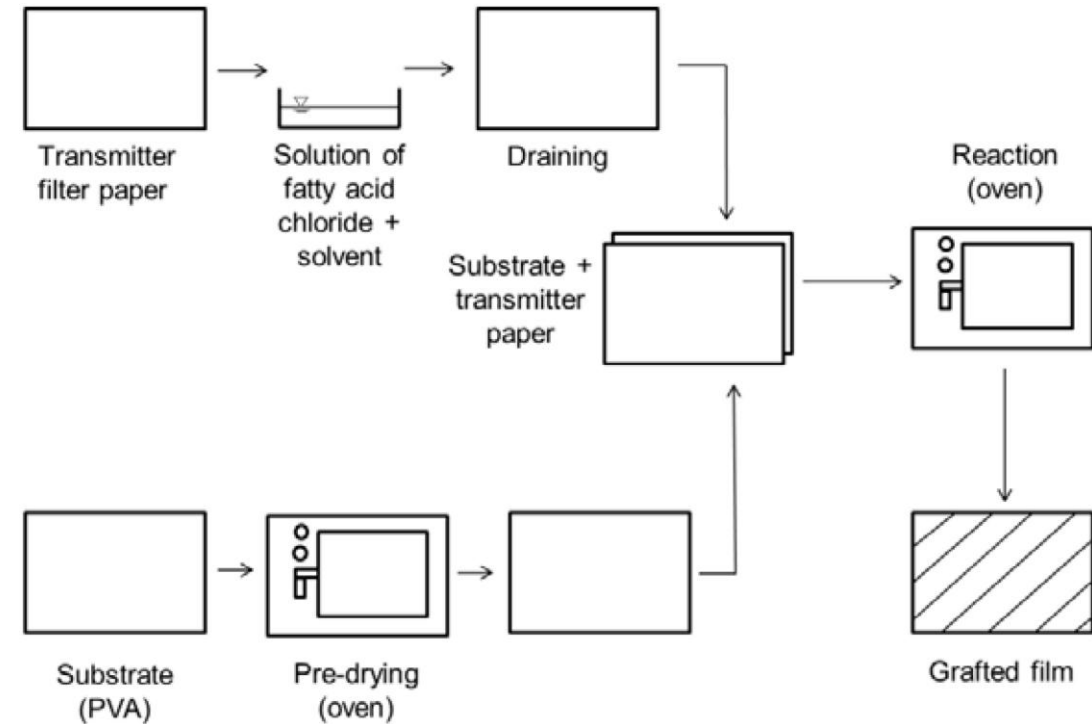 Transmitter
filter paper
Solution of
fatty acid
chloride +
solvent
Draining
Substrate +
transmitter
paper
Reaction
(oven)
Substrate
(PVA)
Pre-drying
(oven)
Grafted film